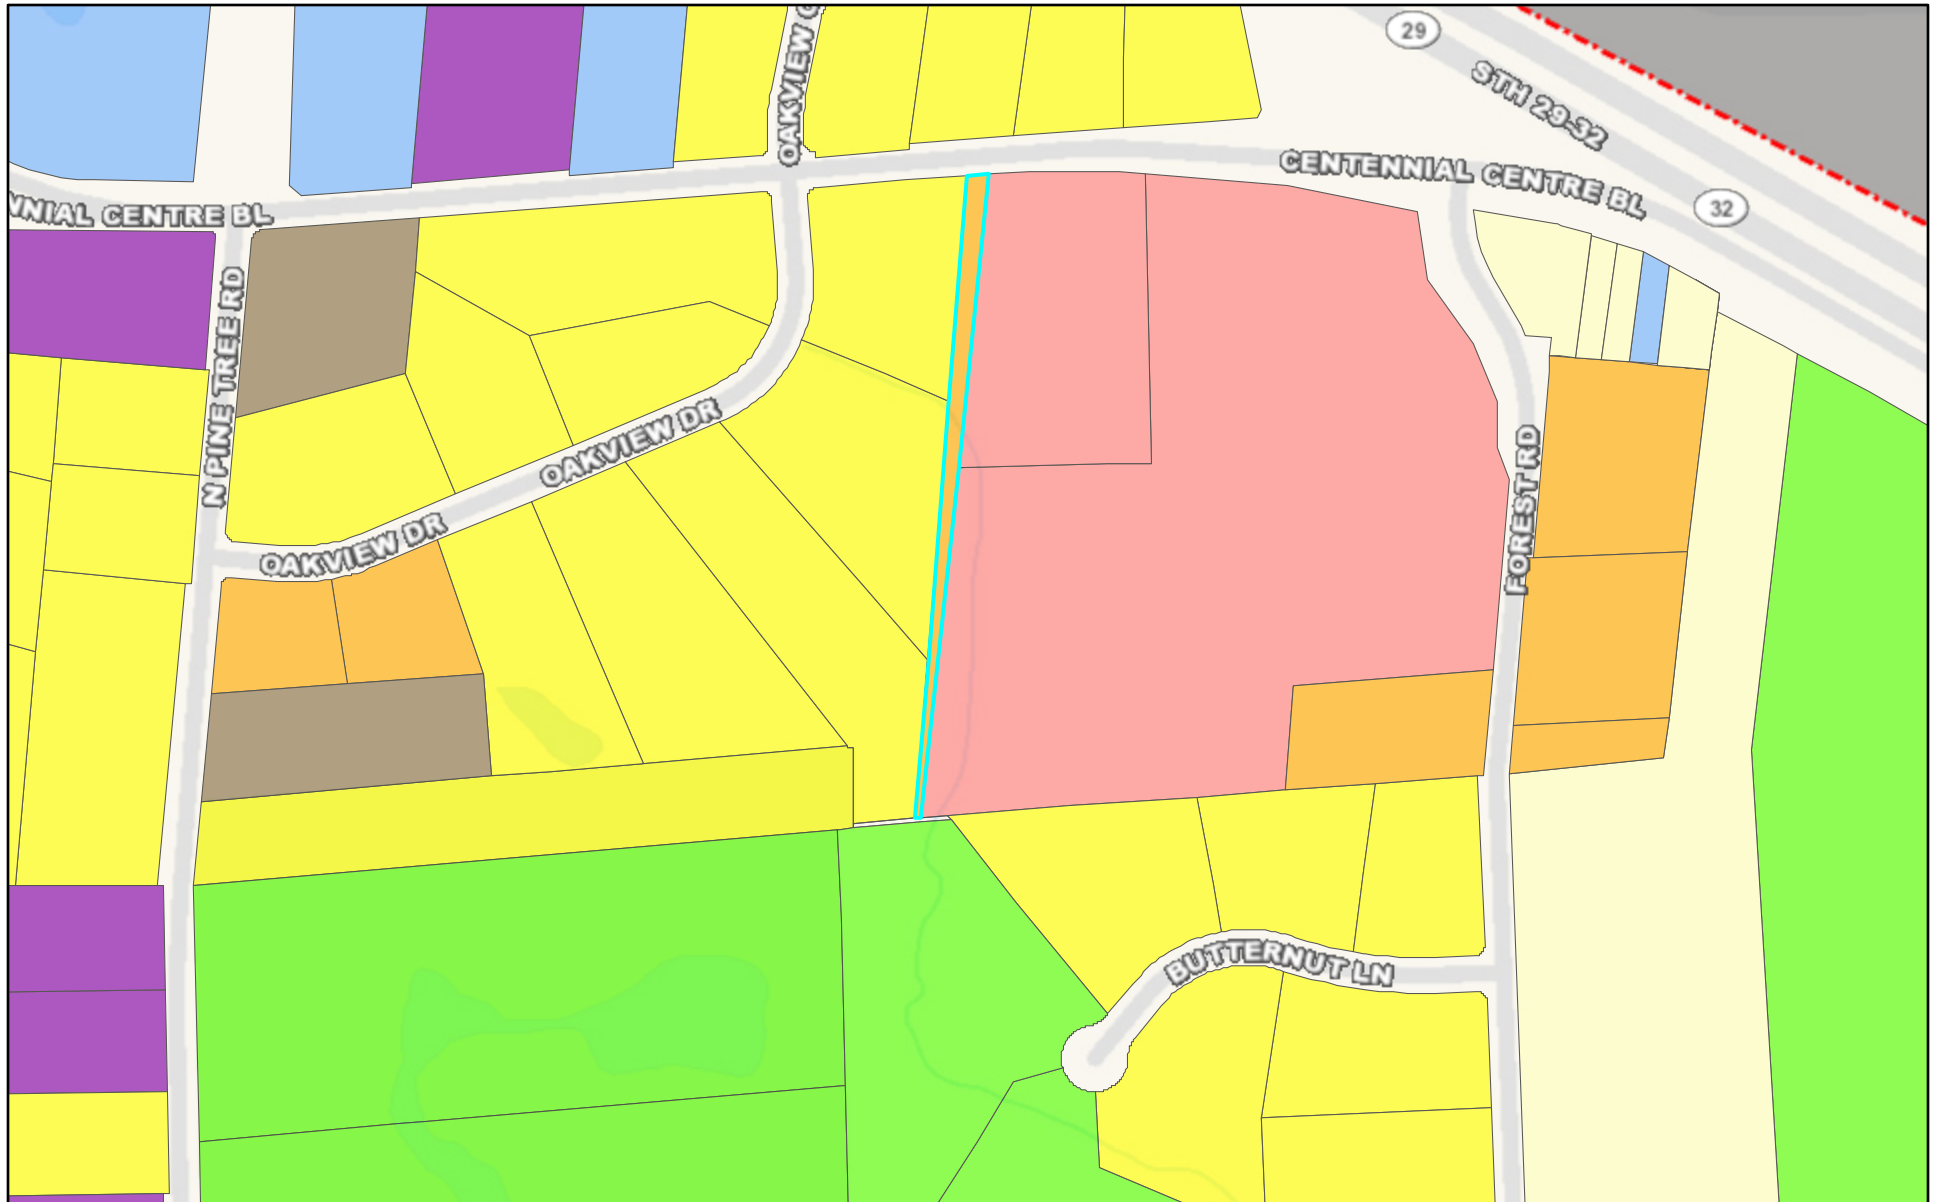 29
STH 29-32
OAKVIEW
CENTENNIAL CENTRE BL
32
NNIAL CENTRE BL
N PINE TREE RD
OAKVIEW DR
OAKVIEW DR
FOREST RD
BUTTERNUT LN